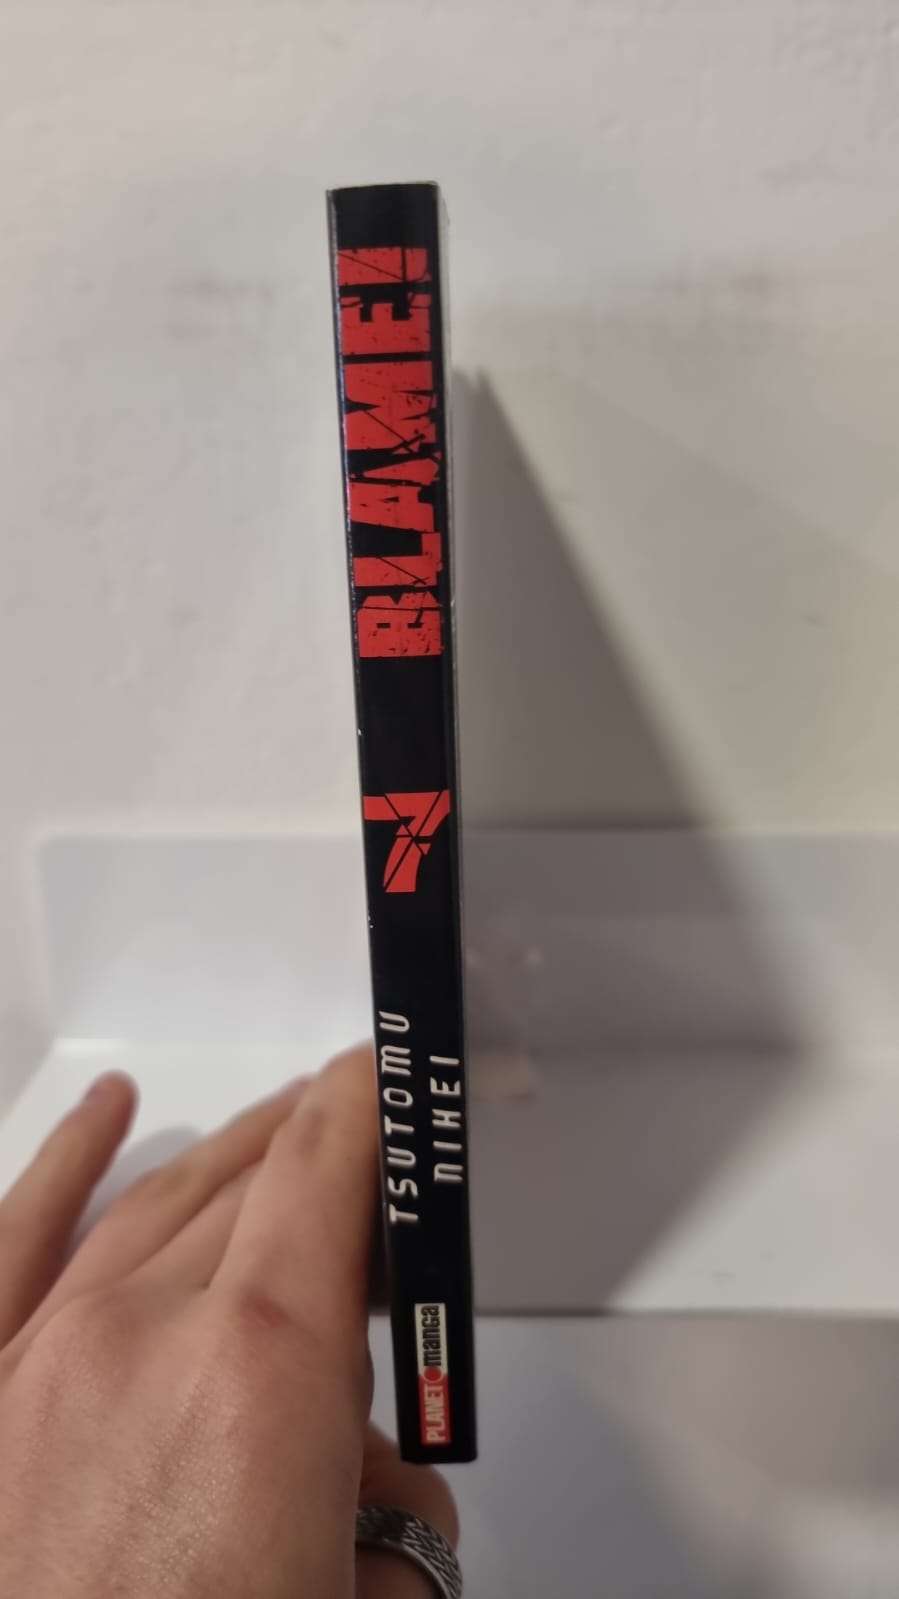 BLAME!
7
TSUTOMU
NIHEI
PLANET manga